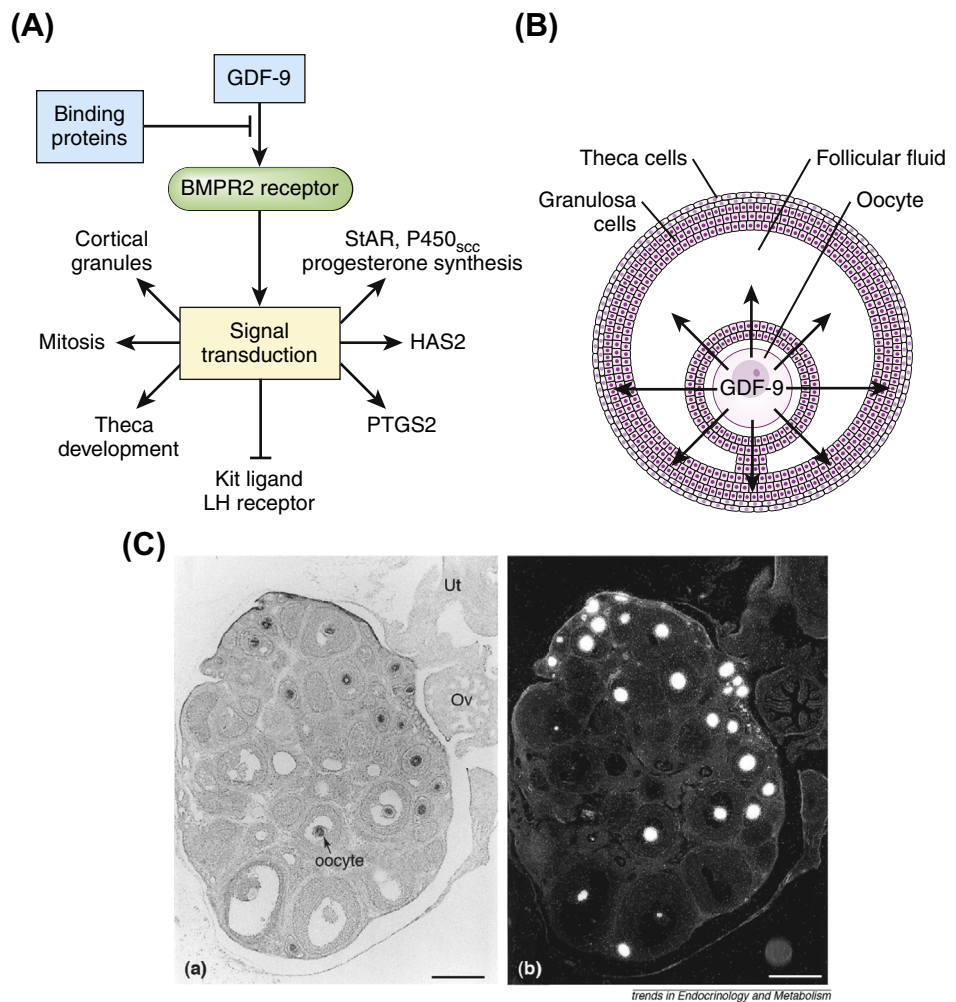 (A)
GDF-9
Binding
proteins
BMPR2 receptor
Cortical
granules
StAR, P450scc
progesterone synthesis
Mitosis
Signal
transduction
HAS2
Theca
development
PTGS2
Kit ligand
LH receptor
(B)
Theca cells
Follicular fluid
Granulosa
cells
Oocyte
GDF-9
(C)
Ut
Ov
oocyte
(a)
(b)
trends in Endocrinology and Metabolism